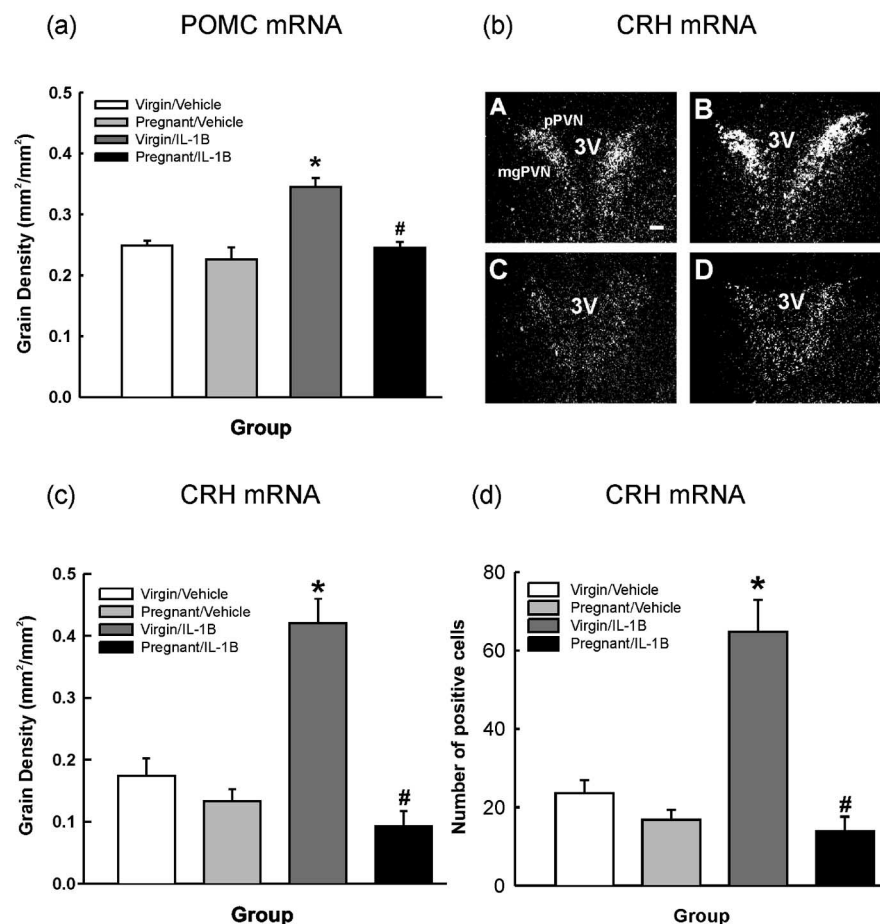 (a) POMC mRNA
0.5
0.4
0.3
0.2
0.1
0.0
Grain Density (mm²/mm²)
Virgin/Vehicle
Pregnant/Vehicle
Virgin/IL-1B
Pregnant/IL-1B
*
#
Group
(b) CRH mRNA
A
pPVN
3V
mgPVN
B
3V
C
3V
D
3V
(c) CRH mRNA
0.5
0.4
0.3
0.2
0.1
0.0
Grain Density (mm²/mm²)
Virgin/Vehicle
Pregnant/Vehicle
Virgin/IL-1B
Pregnant/IL-1B
*
#
Group
(d) CRH mRNA
80
60
40
20
0
Number of positive cells
Virgin/Vehicle
Pregnant/Vehicle
Virgin/IL-1B
Pregnant/IL-1B
*
#
Group